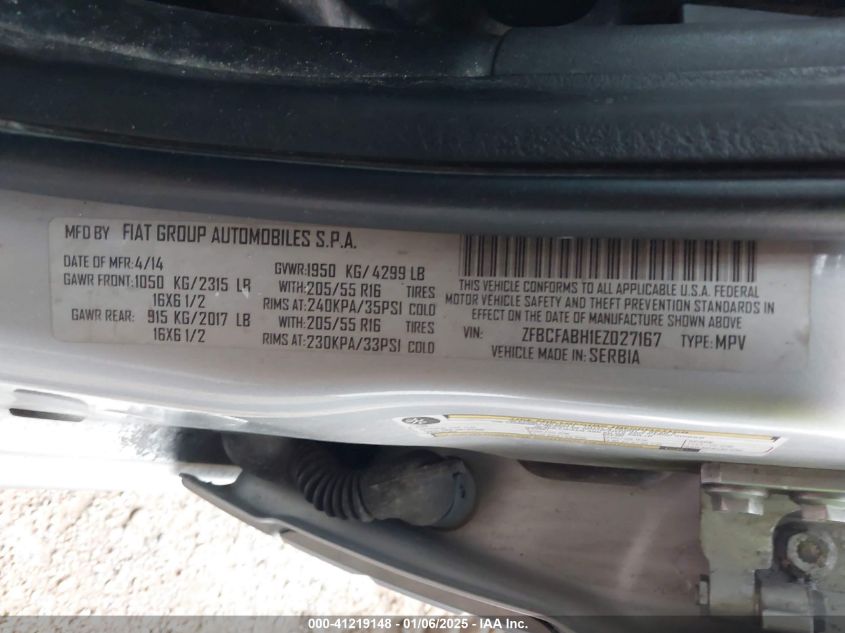 MFD BY FIAT GROUP AUTOMOBILES S.P.A.
DATE OF MFR: 4/14 GVWR: 1950 KG/ 4299 LB
GAWR FRONT: 1050 KG/2315 LB WITH: 205/55 R16 TIRES
16X6 1/2 RIMS AT: 240KPA/35PSI COLD
GAWR REAR: 915 KG/2017 LB WITH: 205/55 R16 TIRES
16X6 1/2 RIMS AT: 230KPA/33PSI COLD
THIS VEHICLE CONFORMS TO ALL APPLICABLE U.S.A. FEDERAL
MOTOR VEHICLE SAFETY AND THEFT PREVENTION STANDARDS IN
EFFECT ON THE DATE OF MANUFACTURE SHOWN ABOVE.
VIN: ZFBCFABH1EZ027167 TYPE: MPV
VEHICLE MADE IN: SERBIA
000-41219148 - 01/06/2025 - IAA Inc.